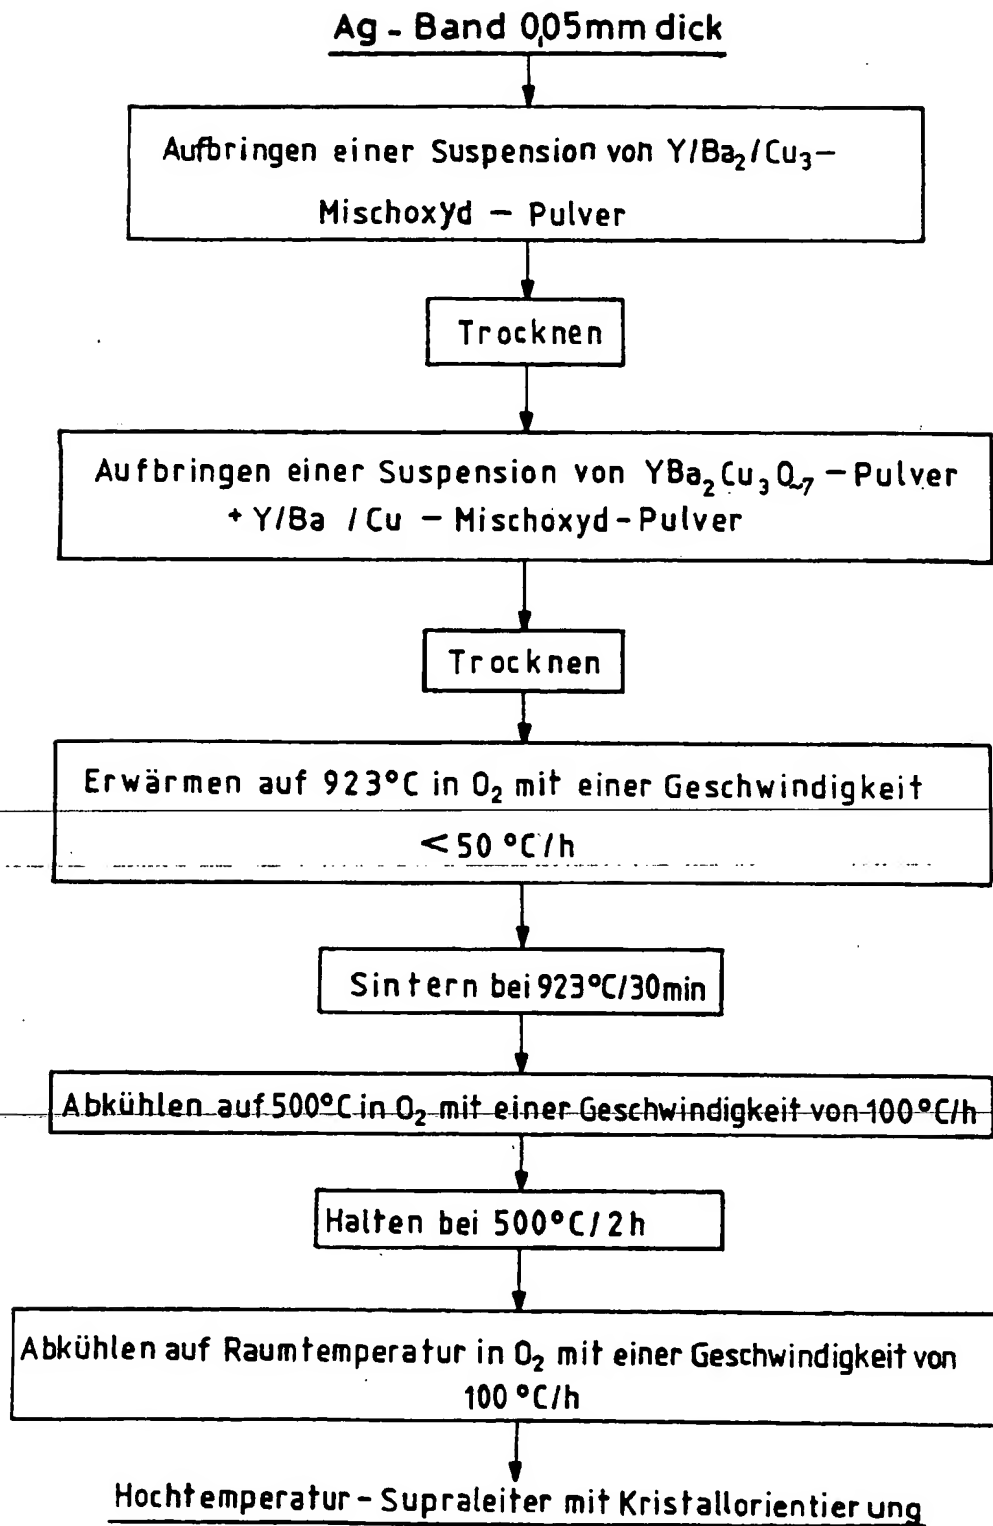 Ag - Band 0,05mm dick
Aufbringen einer Suspension von Y/Ba₂/Cu₃-
Mischoxyd - Pulver
Trocknen
Aufbringen einer Suspension von YBa₂Cu₃O~₇ - Pulver
+ Y/Ba /Cu - Mischoxyd-Pulver
Trocknen
Erwärmen auf 923°C in O₂ mit einer Geschwindigkeit
< 50 °C/h
Sintern bei 923°C/30min
Abkühlen auf 500°C in O₂ mit einer Geschwindigkeit von 100°C/h
Halten bei 500°C/2h
Abkühlen auf Raumtemperatur in O₂ mit einer Geschwindigkeit von
100 °C/h
Hochtemperatur - Supraleiter mit Kristallorientierung